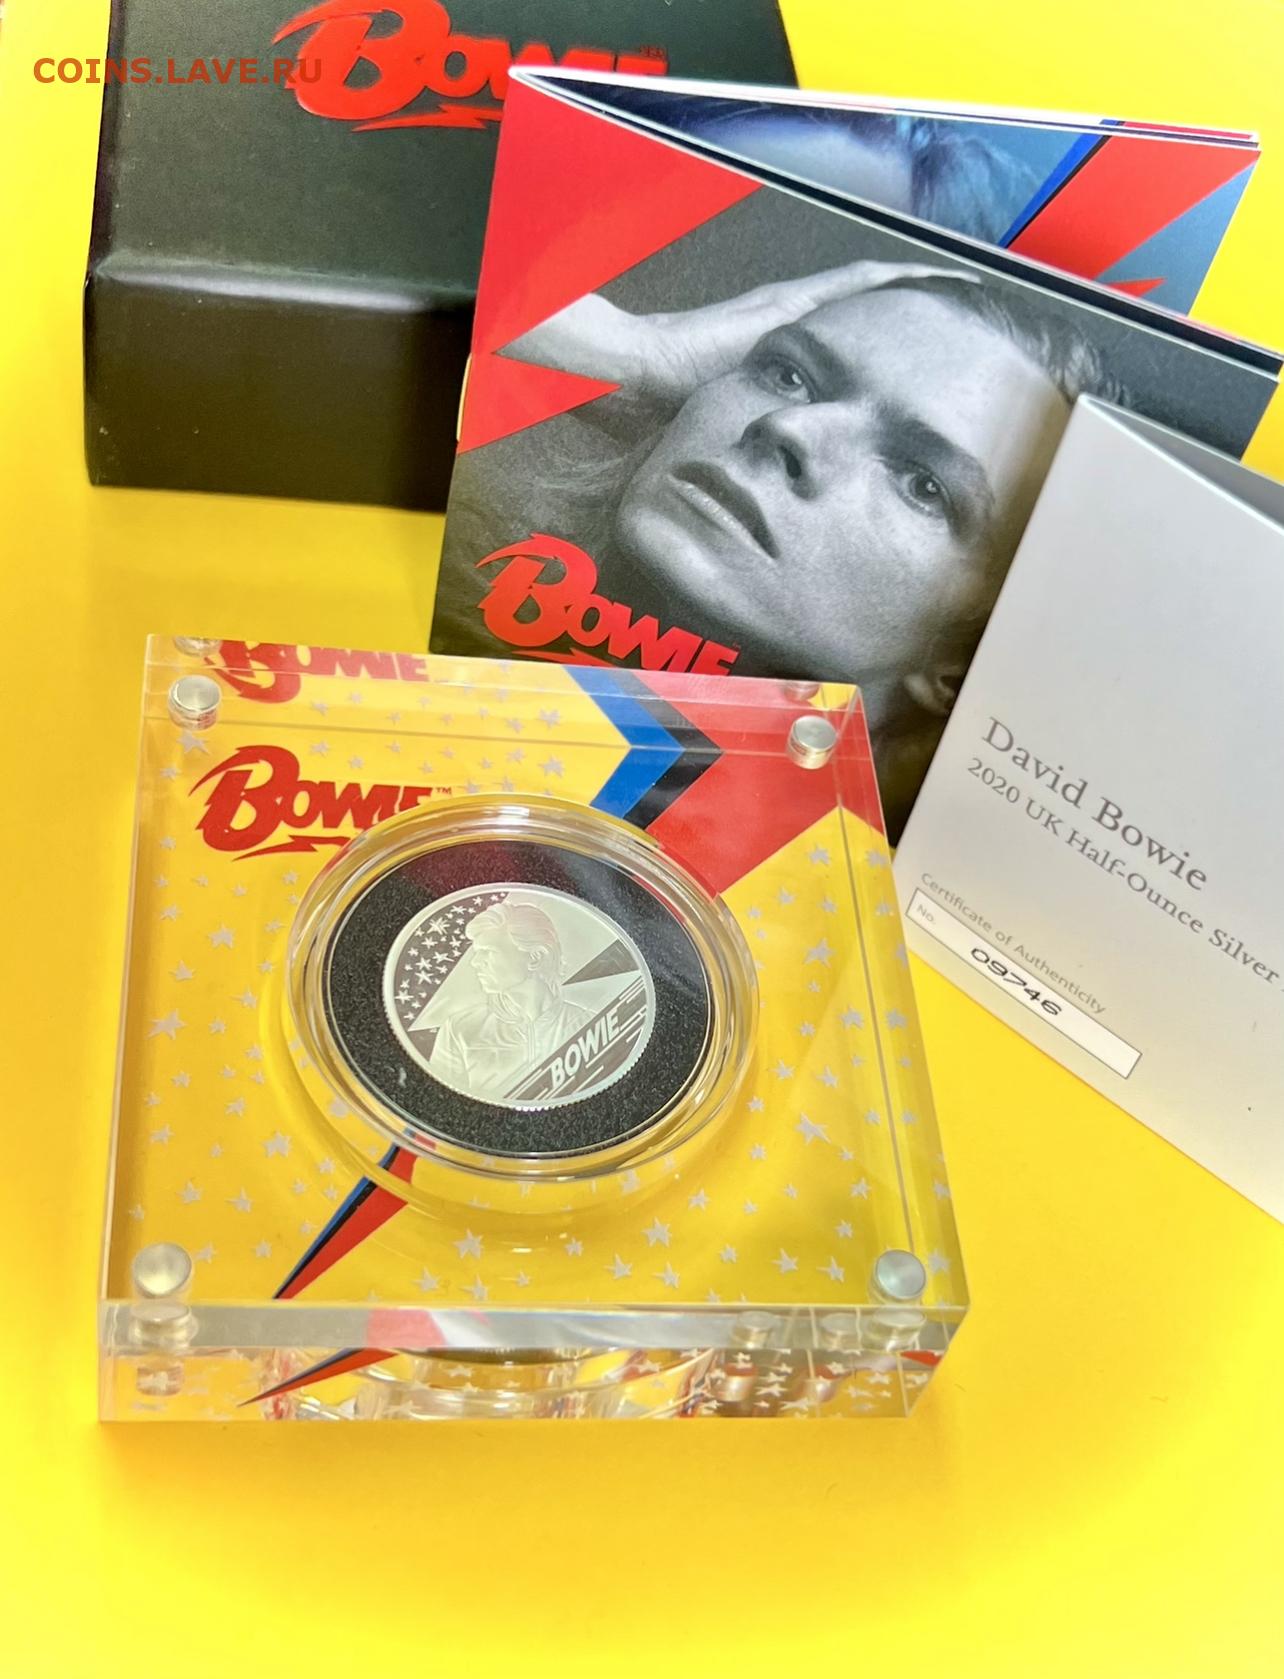 COINS.LAVE.RU
BOWIE
BOWIE
BOWIE
BOWIE™
BOWIE
David Bowie
2020 UK Half-Ounce Silver
Certificate of Authenticity
No.
09746